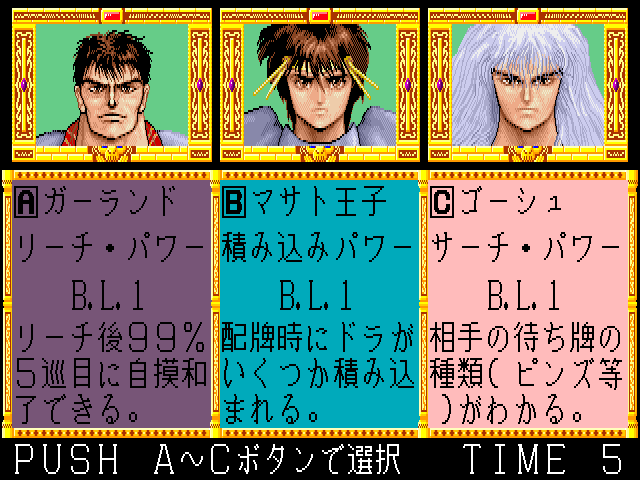 A ガーランド
リーチ・パワー
B.L.1
リーチ後99%
5巡目に自摸和
了できる。
B マサト王子
積み込みパワー
B.L.1
配牌時にドラが
いくつか積み込
まれる。
C ゴーシュ
サーチ・パワー
B.L.1
相手の待ち牌の
種類( ピンズ等
)がわかる。
PUSH A〜Cボタンで選択 TIME 5